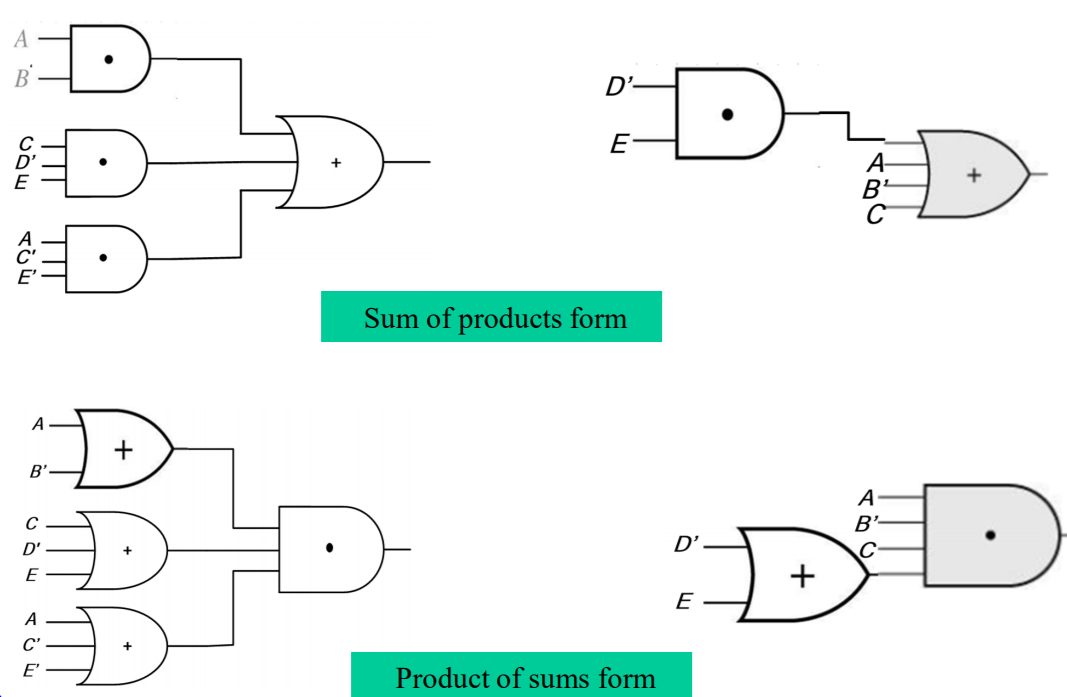 A
B'
•
C
D'
E
•
+
A
C'
E'
•
D'
E
•
A
B'
C
+
Sum of products form
A
B'
+
C
D'
E
+
•
A
C'
E'
+
A
B'
C
•
D'
E
+
Product of sums form